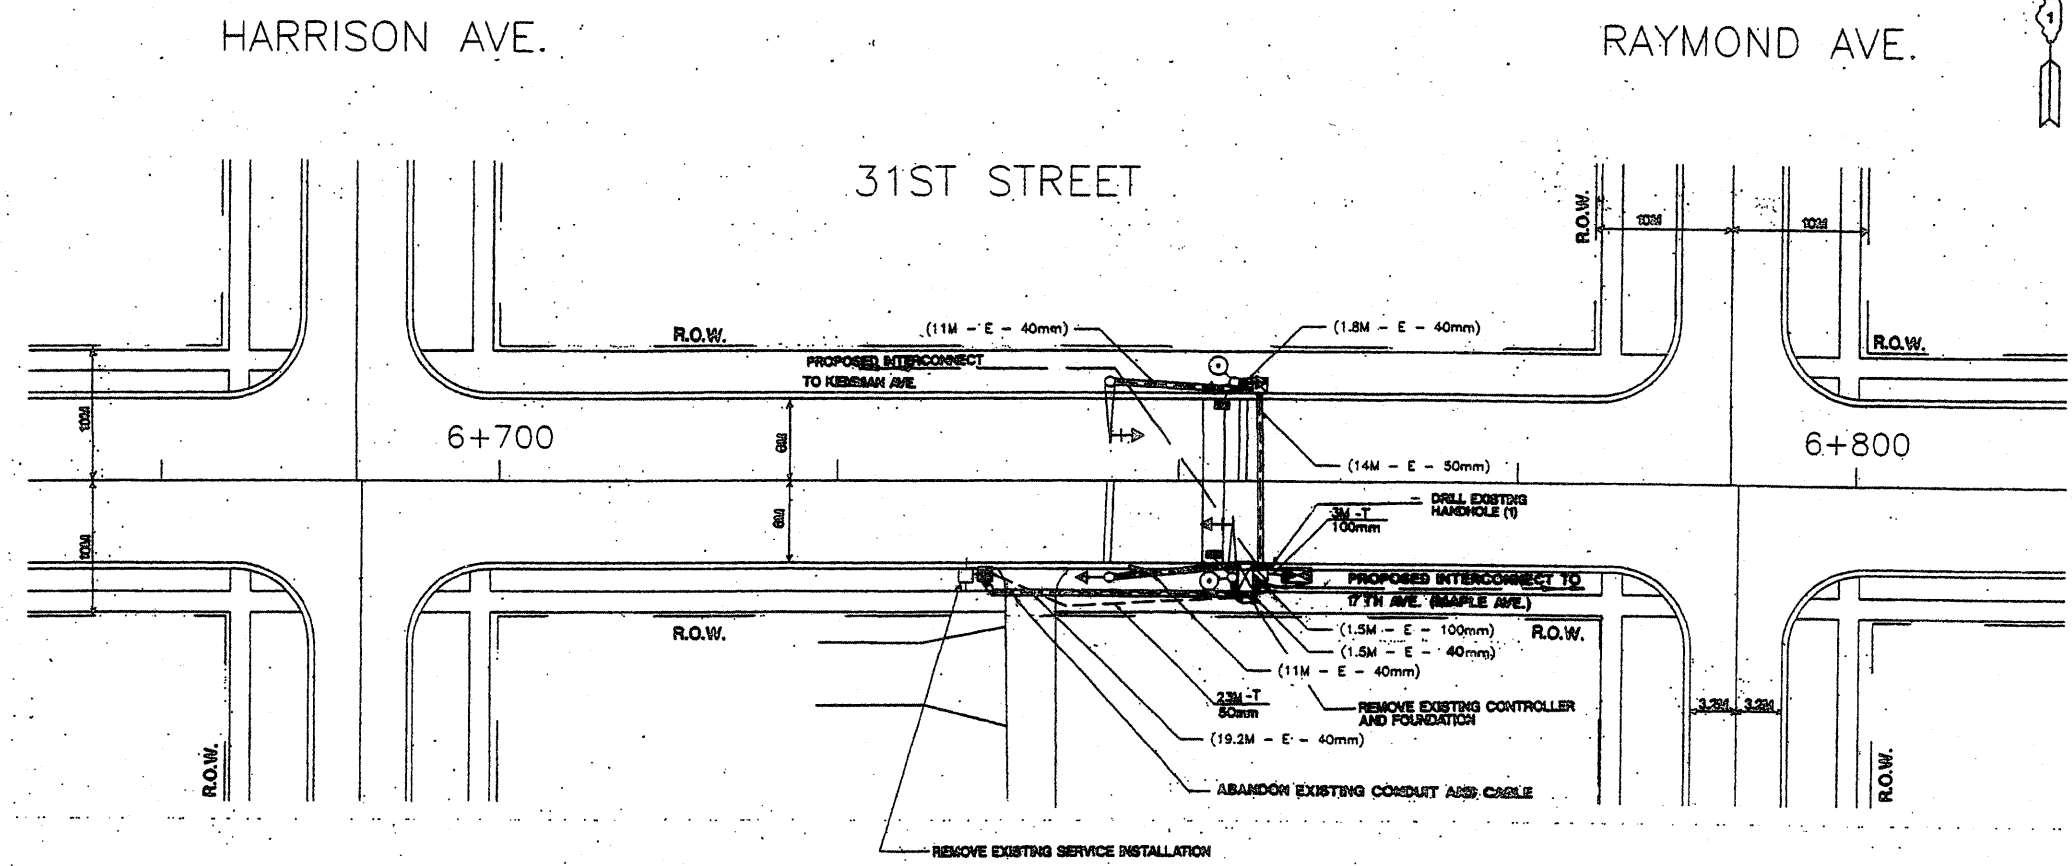 HARRISON AVE.
RAYMOND AVE.
1
31ST STREET
R.O.W.
10M
10M
R.O.W.
(11M - E - 40mm)
(1.8M - E - 40mm)
R.O.W.
PROPOSED INTERCONNECT
TO AVE.
10M
6+700
6M
6+800
(14M - E - 50mm)
DRILL EXISTING
HANDHOLE (1)
3M -T
100mm
10M
6M
PROPOSED INTERCONNECT TO
17TH AVE. (MAPLE AVE.)
R.O.W.
(1.5M - E - 100mm)
R.O.W.
(1.5M - E - 40mm)
(11M - E - 40mm)
23M -T
50mm
REMOVE EXISTING CONTROLLER
AND FOUNDATION
3.2M
3.2M
(19.2M - E - 40mm)
R.O.W.
R.O.W.
ABANDON EXISTING CONDUIT AND CABLE
REMOVE EXISTING SERVICE INSTALLATION